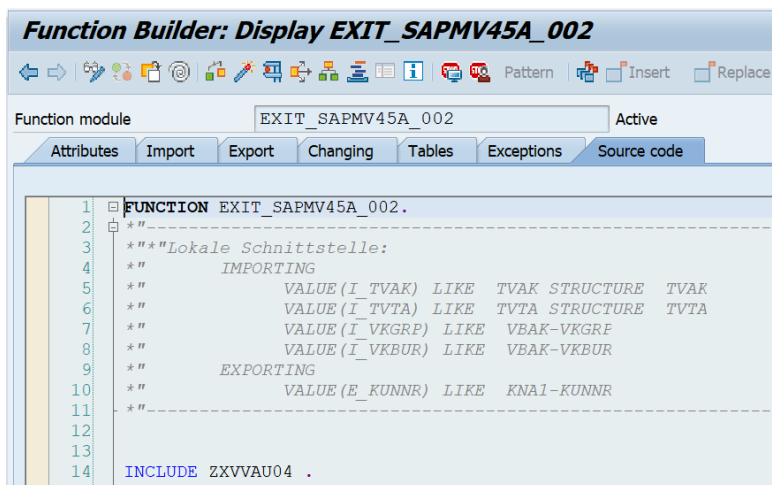 Function Builder: Display EXIT_SAPMV45A_002
Pattern Insert Replace
Function module EXIT_SAPMV45A_002 Active
Attributes Import Export Changing Tables Exceptions Source code
1 FUNCTION EXIT_SAPMV45A_002.
2 *"----------------------------------------------------------------
3 *"*"Lokale Schnittstelle:
4 *" IMPORTING
5 *" VALUE(I_TVAK) LIKE TVAK STRUCTURE TVAK
6 *" VALUE(I_TVTA) LIKE TVTA STRUCTURE TVTA
7 *" VALUE(I_VKGRP) LIKE VBAK-VKGRP
8 *" VALUE(I_VKBUR) LIKE VBAK-VKBUR
9 *" EXPORTING
10 *" VALUE(E_KUNNR) LIKE KNA1-KUNNR
11 *"----------------------------------------------------------------
12
13
14 INCLUDE ZXVVAU04 .